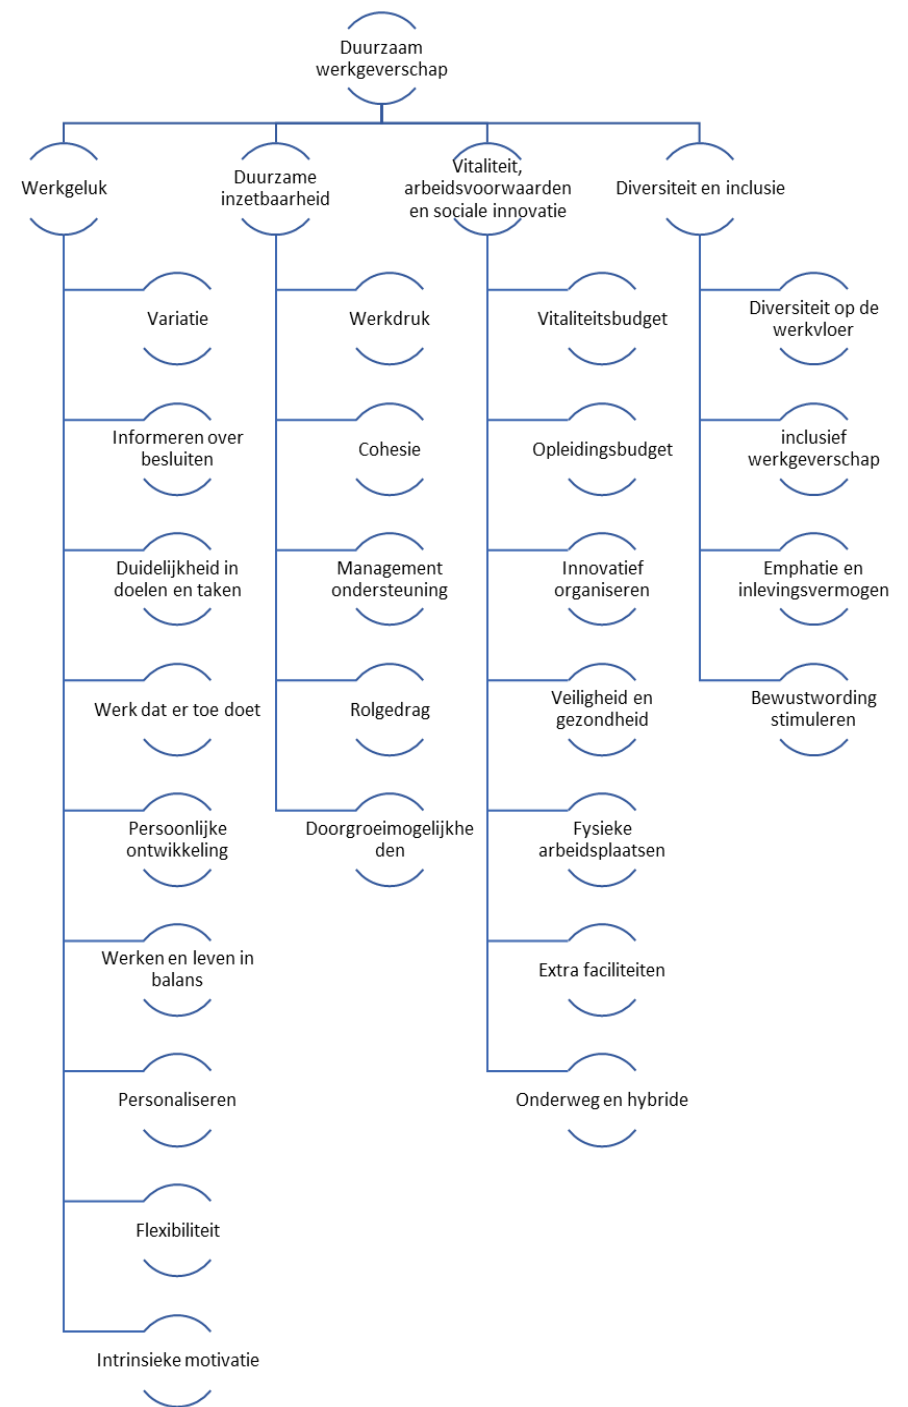 Duurzaam
werkgeverschap
Werkgeluk
Duurzame
inzetbaarheid
Vitaliteit,
arbeidsvoorwaarden
en sociale innovatie
Diversiteit en inclusie
Variatie
Informeren over
besluiten
Duidelijkheid in
doelen en taken
Werk dat er toe doet
Persoonlijke
ontwikkeling
Werken en leven in
balans
Personaliseren
Flexibiliteit
Intrinsieke motivatie
Werkdruk
Cohesie
Management
ondersteuning
Rolgedrag
Doorgroeimogelijkhe
den
Vitaliteitsbudget
Opleidingsbudget
Innovatief
organiseren
Veiligheid en
gezondheid
Fysieke
arbeidsplaatsen
Extra faciliteiten
Onderweg en hybride
Diversiteit op de
werkvloer
inclusief
werkgeverschap
Emphatie en
inlevingsvermogen
Bewustwording
stimuleren